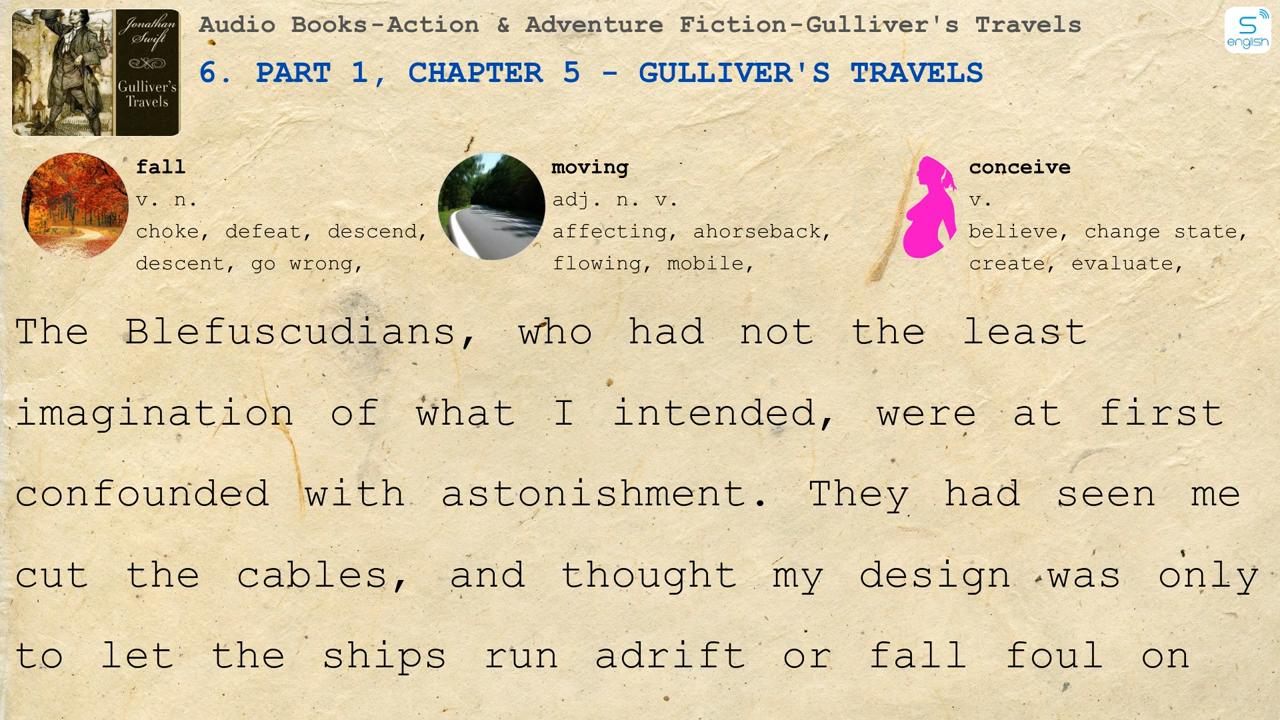 Audio Books-Action & Adventure Fiction-Gulliver's Travels
6. PART 1, CHAPTER 5 - GULLIVER'S TRAVELS
Jonathan
Swift
Gulliver's
Travels
S
english
fall
v. n.
choke, defeat, descend,
descent, go wrong,
moving
adj. n. v.
affecting, ahorseback,
flowing, mobile,
conceive
v.
believe, change state,
create, evaluate,
The Blefuscudians, who had not the least
imagination of what I intended, were at first
confounded with astonishment. They had seen me
cut the cables, and thought my design was only
to let the ships run adrift or fall foul on